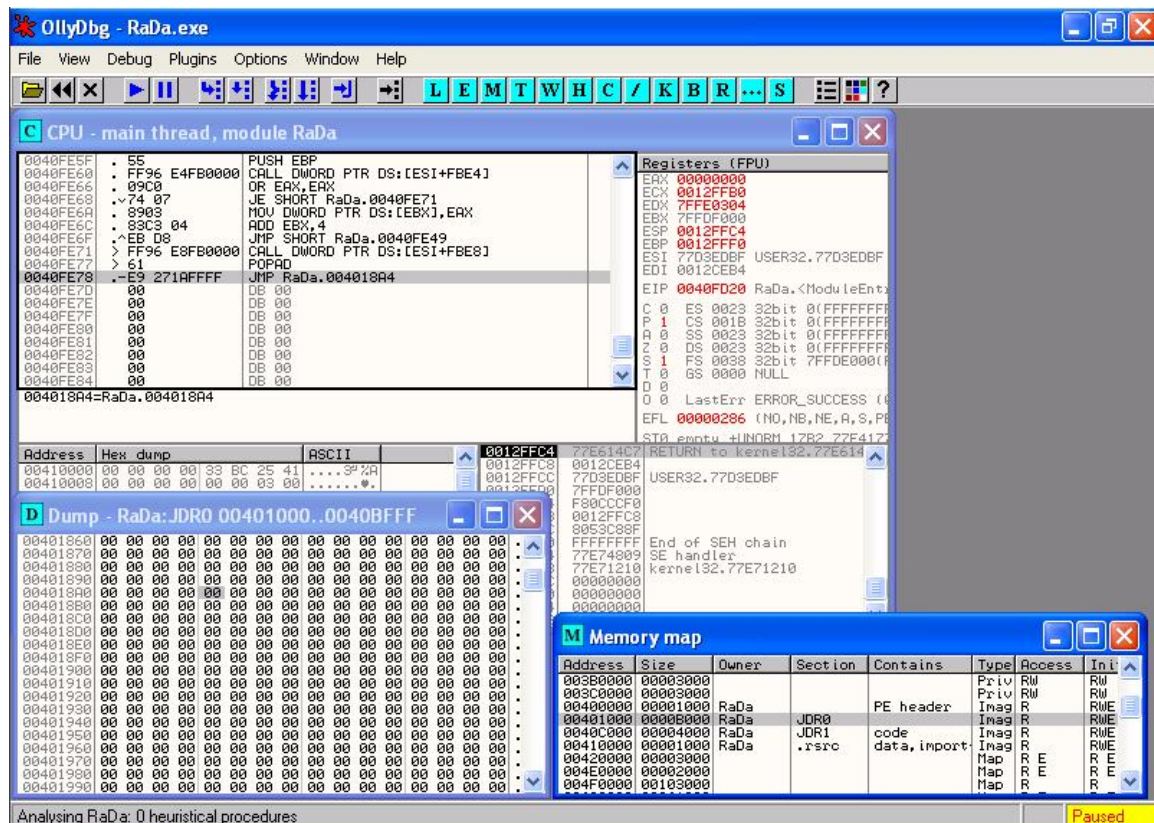 OllyDbg - RaDa.exe
File View Debug Plugins Options Window Help
L E M T W H C / K B R ... S ?
C CPU - main thread, module RaDa
0040FE5F . 55 PUSH EBP
0040FE60 . FF96 E4FB0000 CALL DWORD PTR DS:[ESI+FBE4]
0040FE66 . 09C0 OR EAX,EAX
0040FE68 .v74 07 JE SHORT RaDa.0040FE71
0040FE6A . 8903 MOV DWORD PTR DS:[EBX],EAX
0040FE6C . 83C3 04 ADD EBX,4
0040FE6F .^EB D8 JMP SHORT RaDa.0040FE49
0040FE71 > FF96 E8FB0000 CALL DWORD PTR DS:[ESI+FBE8]
0040FE77 > 61 POPAD
0040FE78 .-E9 271AFFFF JMP RaDa.004018A4
0040FE7D 00 DB 00
0040FE7E 00 DB 00
0040FE7F 00 DB 00
0040FE80 00 DB 00
0040FE81 00 DB 00
0040FE82 00 DB 00
0040FE83 00 DB 00
0040FE84 00 DB 00
004018A4=RaDa.004018A4
Registers (FPU)
EAX 00000000
ECX 0012FFB0
EDX 7FFE0304
EBX 7FFDF000
ESP 0012FFC4
EBP 0012FFF0
ESI 77D3EDBF USER32.77D3EDBF
EDI 0012CEB4
EIP 0040FD20 RaDa.<ModuleEnt
C 0 ES 0023 32bit 0(FFFFFFF
P 1 CS 001B 32bit 0(FFFFFFF
A 0 SS 0023 32bit 0(FFFFFFF
Z 0 DS 0023 32bit 0(FFFFFFF
S 1 FS 0038 32bit 7FFDE000(
T 0 GS 0000 NULL
D 0
O 0 LastErr ERROR_SUCCESS (
EFL 00000286 (NO,NB,NE,A,S,P
ST0 empty +UNORM 17B2 77F417
Address Hex dump ASCII
00410000 00 00 00 00 33 BC 25 41
00410008 00 00 00 00 00 00 03 00
0012FFC4 77E614C7 RETURN to kernel32.77E614
0012FFC8 0012CEB4
0012FFCC 77D3EDBF USER32.77D3EDBF
0012FFD0 7FFDF000
F80CCCF0
0012FFC8
8053C88F
FFFFFFFF End of SEH chain
77E74809 SE handler
77E71210 kernel32.77E71210
00000000
00000000
D Dump - RaDa:JDR0 00401000..0040BFFF
00401860 00 00 00 00 00 00 00 00 00 00 00 00 00 00 00 00 .
00401870 00 00 00 00 00 00 00 00 00 00 00 00 00 00 00 00 .
00401880 00 00 00 00 00 00 00 00 00 00 00 00 00 00 00 00 .
00401890 00 00 00 00 00 00 00 00 00 00 00 00 00 00 00 00 .
004018A0 00 00 00 00 00 00 00 00 00 00 00 00 00 00 00 00 .
004018B0 00 00 00 00 00 00 00 00 00 00 00 00 00 00 00 00 .
004018C0 00 00 00 00 00 00 00 00 00 00 00 00 00 00 00 00 .
004018D0 00 00 00 00 00 00 00 00 00 00 00 00 00 00 00 00 .
004018E0 00 00 00 00 00 00 00 00 00 00 00 00 00 00 00 00 .
004018F0 00 00 00 00 00 00 00 00 00 00 00 00 00 00 00 00 .
00401900 00 00 00 00 00 00 00 00 00 00 00 00 00 00 00 00 .
00401910 00 00 00 00 00 00 00 00 00 00 00 00 00 00 00 00 .
00401920 00 00 00 00 00 00 00 00 00 00 00 00 00 00 00 00 .
00401930 00 00 00 00 00 00 00 00 00 00 00 00 00 00 00 00 .
00401940 00 00 00 00 00 00 00 00 00 00 00 00 00 00 00 00 .
00401950 00 00 00 00 00 00 00 00 00 00 00 00 00 00 00 00 .
00401960 00 00 00 00 00 00 00 00 00 00 00 00 00 00 00 00 .
00401970 00 00 00 00 00 00 00 00 00 00 00 00 00 00 00 00 .
00401980 00 00 00 00 00 00 00 00 00 00 00 00 00 00 00 00 .
00401990 00 00 00 00 00 00 00 00 00 00 00 00 00 00 00 00 .
M Memory map
Address Size Owner Section Contains Type Access Ini
003B0000 00003000 Priv RW RW
003C0000 00003000 Priv RW RW
00400000 00001000 RaDa PE header Imag R RWE
00401000 0000B000 RaDa JDR0 Imag R RWE
0040C000 00004000 RaDa JDR1 code Imag R RWE
00410000 00001000 RaDa .rsrc data,import Imag R RWE
00420000 00003000 Map R E R E
004E0000 00002000 Map R E R E
004F0000 00103000 Map R R
Analysing RaDa: 0 heuristical procedures
Paused